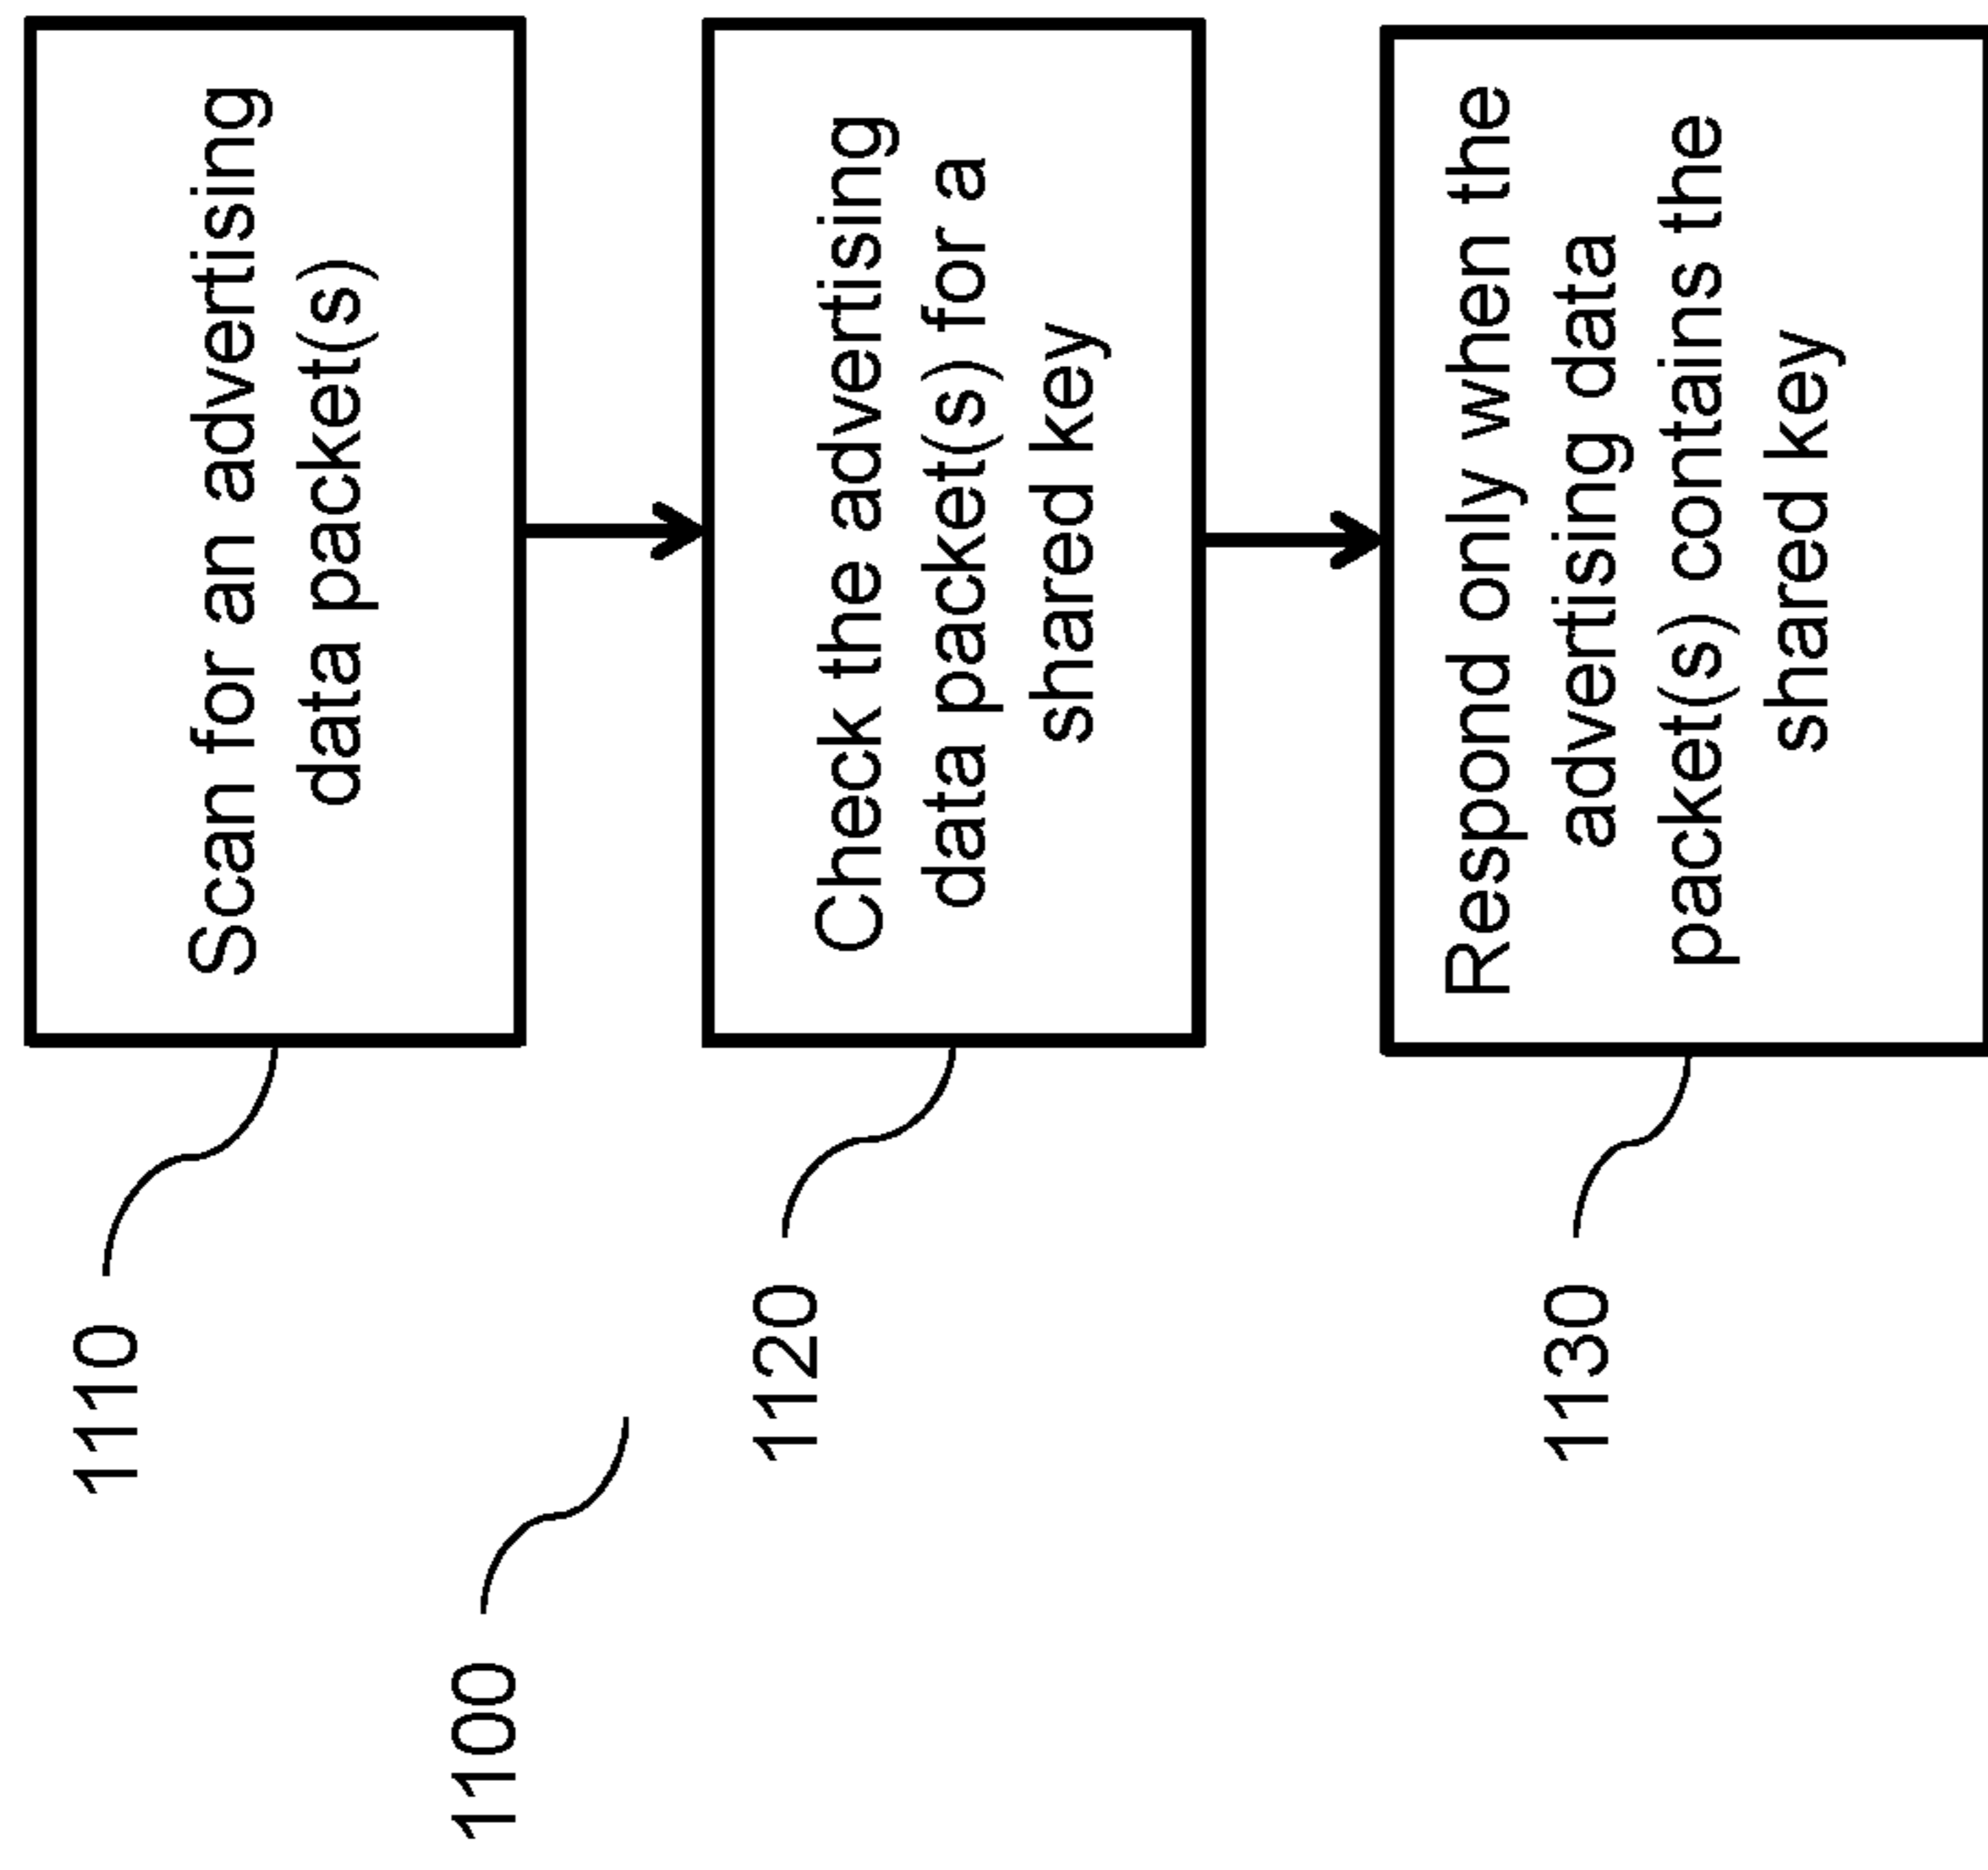 1100
1110
Scan for an advertising
data packet(s)
1120
Check the advertising
data packet(s) for a
shared key
1130
Respond only when the
advertising data
packet(s) contains the
shared key